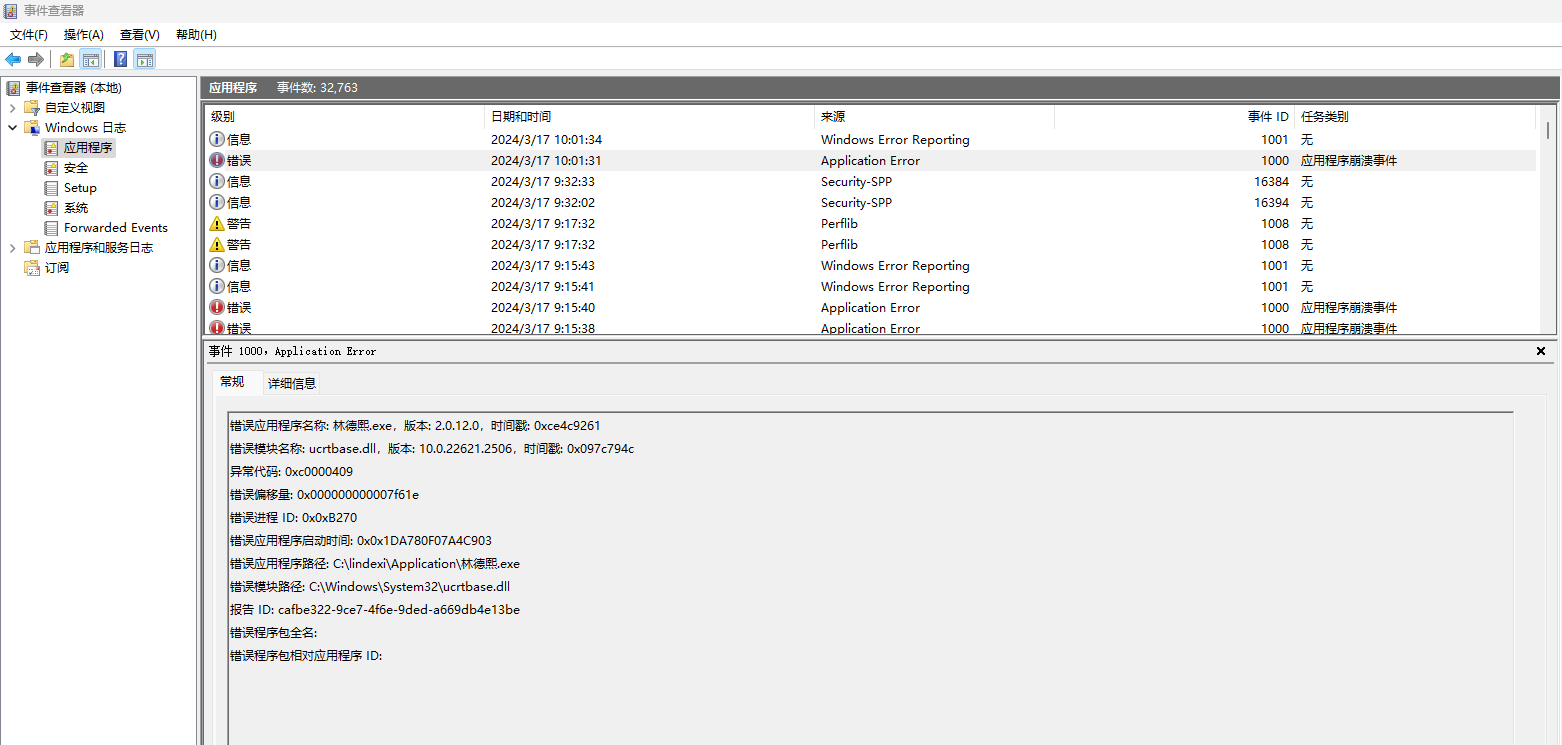 事件查看器
文件(F) 操作(A) 查看(V) 帮助(H)
事件查看器 (本地)
自定义视图
Windows 日志
应用程序
安全
Setup
系统
Forwarded Events
应用程序和服务日志
订阅
应用程序 事件数: 32,763
级别 日期和时间 来源 事件 ID 任务类别
信息 2024/3/17 10:01:34 Windows Error Reporting 1001 无
错误 2024/3/17 10:01:31 Application Error 1000 应用程序崩溃事件
信息 2024/3/17 9:32:33 Security-SPP 16384 无
信息 2024/3/17 9:32:02 Security-SPP 16394 无
警告 2024/3/17 9:17:32 Perflib 1008 无
警告 2024/3/17 9:17:32 Perflib 1008 无
信息 2024/3/17 9:15:43 Windows Error Reporting 1001 无
信息 2024/3/17 9:15:41 Windows Error Reporting 1001 无
错误 2024/3/17 9:15:40 Application Error 1000 应用程序崩溃事件
错误 2024/3/17 9:15:38 Application Error 1000 应用程序崩溃事件
事件 1000，Application Error
常规 详细信息
错误应用程序名称: 林德熙.exe，版本: 2.0.12.0，时间戳: 0xce4c9261
错误模块名称: ucrtbase.dll，版本: 10.0.22621.2506，时间戳: 0x097c794c
异常代码: 0xc0000409
错误偏移量: 0x000000000007f61e
错误进程 ID: 0x0xB270
错误应用程序启动时间: 0x0x1DA780F07A4C903
错误应用程序路径: C:\lindexi\Application\林德熙.exe
错误模块路径: C:\Windows\System32\ucrtbase.dll
报告 ID: cafbe322-9ce7-4f6e-9ded-a669db4e13be
错误程序包全名:
错误程序包相对应用程序 ID: